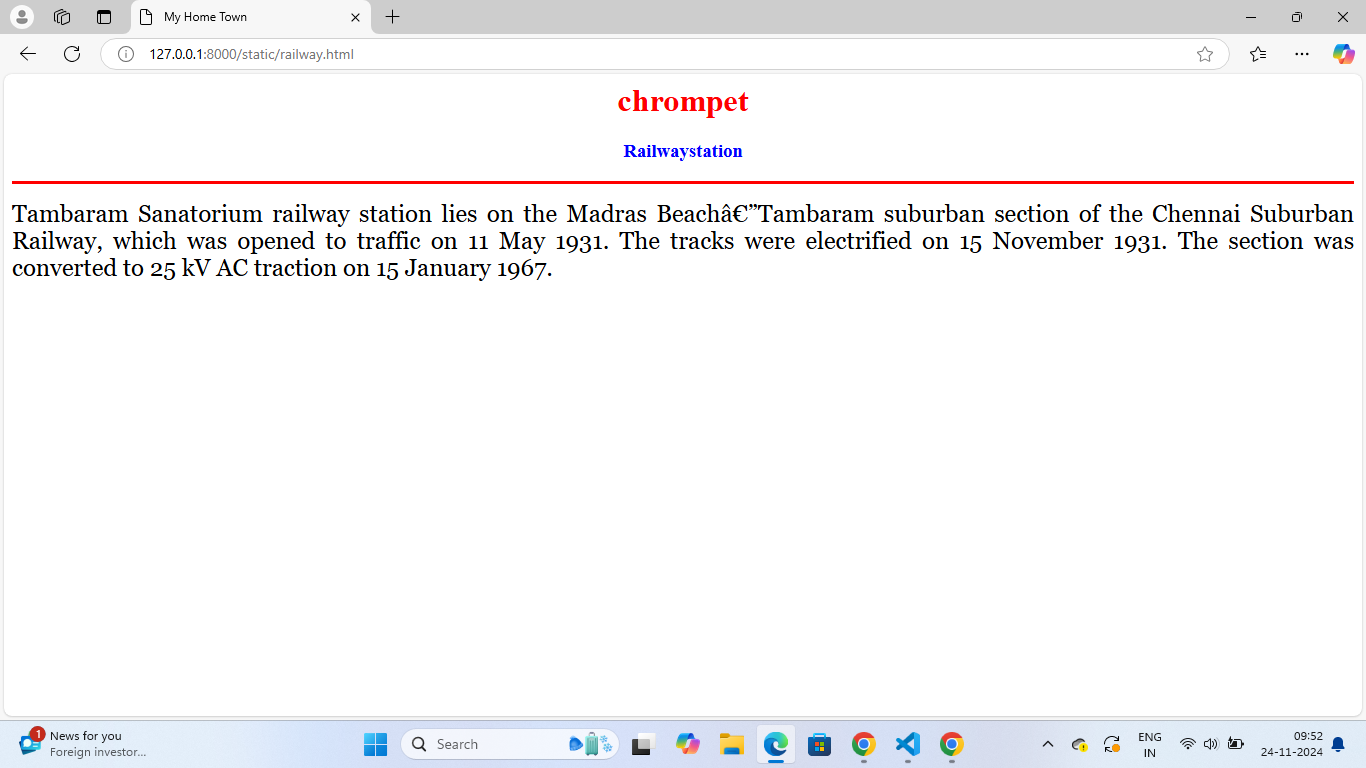 My Home Town
127.0.0.1:8000/static/railway.html
chrompet
Railwaystation
Tambaram Sanatorium railway station lies on the Madras Beachâ€”Tambaram suburban section of the Chennai Suburban
Railway, which was opened to traffic on 11 May 1931. The tracks were electrified on 15 November 1931. The section was
converted to 25 kV AC traction on 15 January 1967.
1
News for you
Foreign investor...
Search
ENG
IN
09:52
24-11-2024